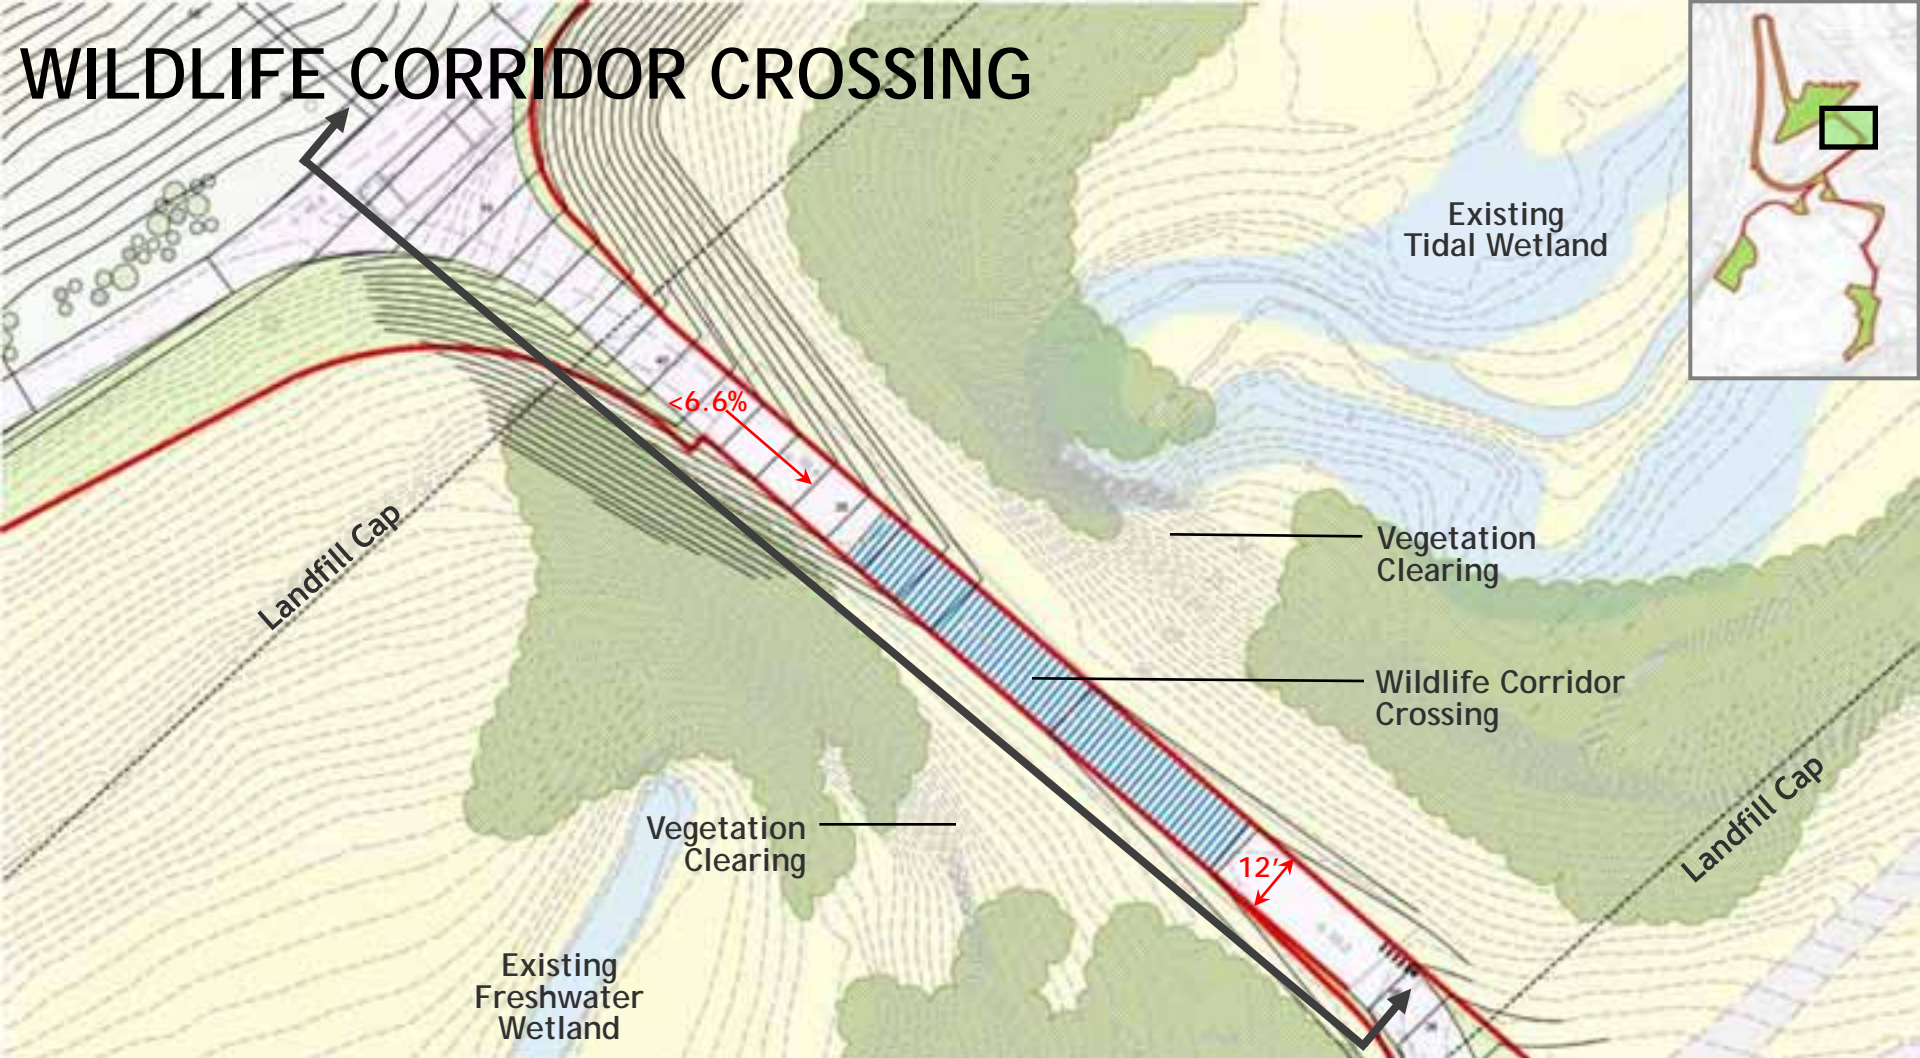 WILDLIFE CORRIDOR CROSSING
Existing
Tidal Wetland
<6.6%
Landfill Cap
Vegetation
Clearing
Wildlife Corridor
Crossing
Landfill Cap
Vegetation
Clearing
12'
Existing
Freshwater
Wetland